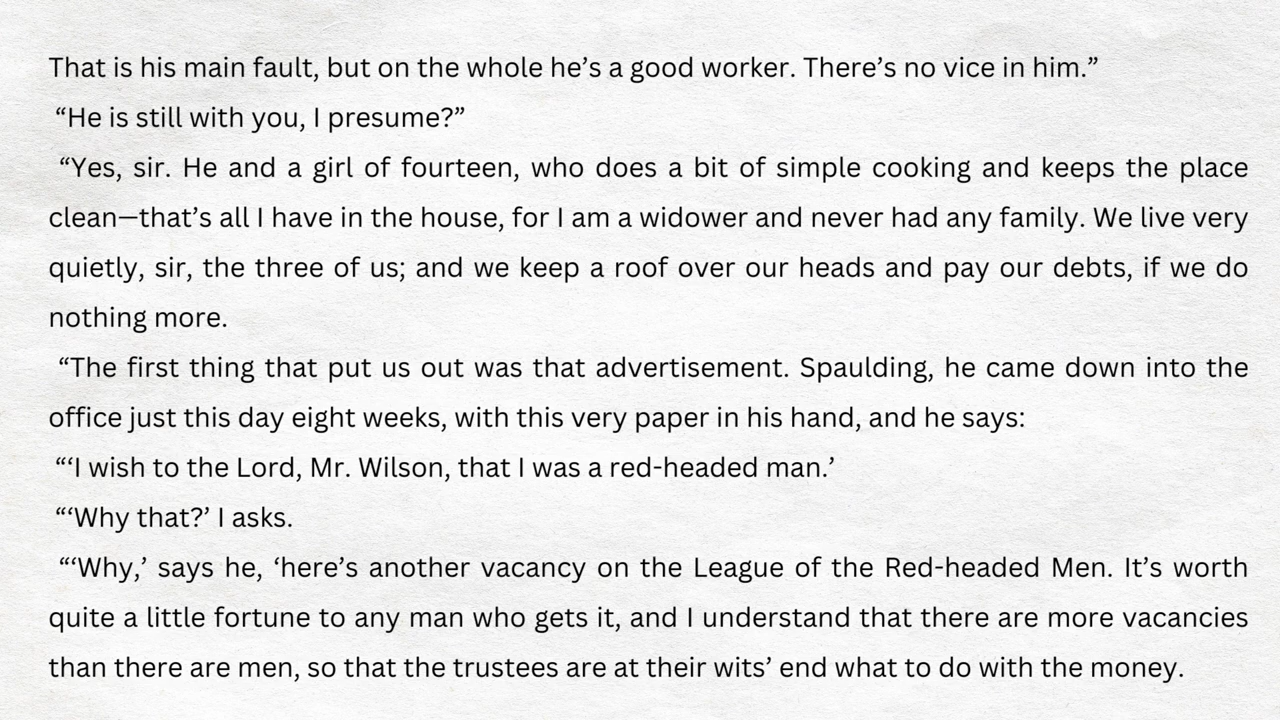 That is his main fault, but on the whole he’s a good worker. There’s no vice in him.”
“He is still with you, I presume?”
“Yes, sir. He and a girl of fourteen, who does a bit of simple cooking and keeps the place
clean—that’s all I have in the house, for I am a widower and never had any family. We live very
quietly, sir, the three of us; and we keep a roof over our heads and pay our debts, if we do
nothing more.
“The first thing that put us out was that advertisement. Spaulding, he came down into the
office just this day eight weeks, with this very paper in his hand, and he says:
“‘I wish to the Lord, Mr. Wilson, that I was a red-headed man.’
“‘Why that?’ I asks.
“‘Why,’ says he, ‘here’s another vacancy on the League of the Red-headed Men. It’s worth
quite a little fortune to any man who gets it, and I understand that there are more vacancies
than there are men, so that the trustees are at their wits’ end what to do with the money.